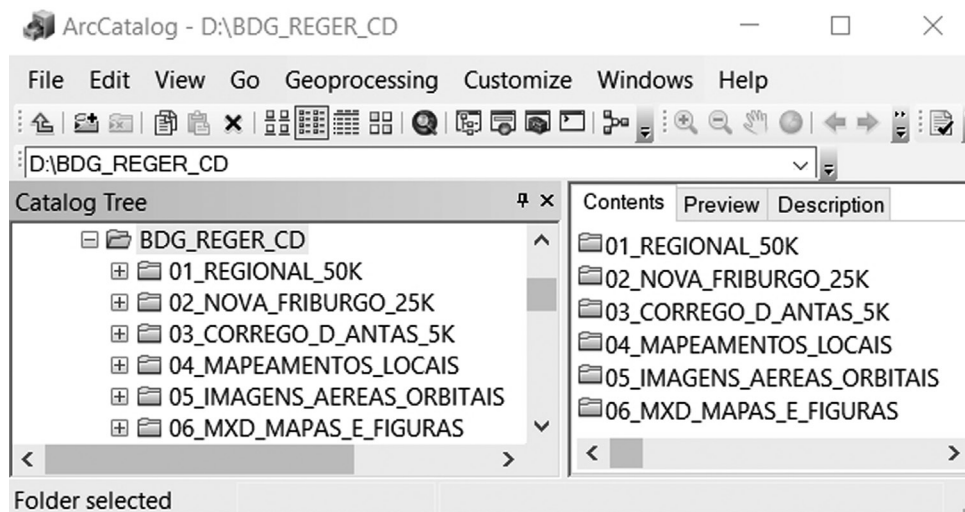 ArcCatalog - D:\BDG_REGER_CD
File Edit View Go Geoprocessing Customize Windows Help
D:\BDG_REGER_CD
Catalog Tree
BDG_REGER_CD
01_REGIONAL_50K
02_NOVA_FRIBURGO_25K
03_CORREGO_D_ANTAS_5K
04_MAPEAMENTOS_LOCAIS
05_IMAGENS_AEREAS_ORBITAIS
06_MXD_MAPAS_E_FIGURAS
Contents Preview Description
01_REGIONAL_50K
02_NOVA_FRIBURGO_25K
03_CORREGO_D_ANTAS_5K
04_MAPEAMENTOS_LOCAIS
05_IMAGENS_AEREAS_ORBITAIS
06_MXD_MAPAS_E_FIGURAS
Folder selected